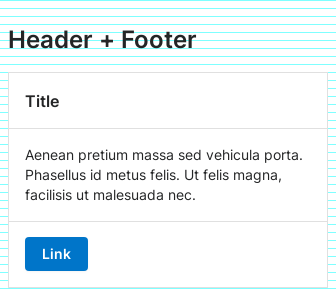 Header + Footer
Title
Aenean pretium massa sed vehicula porta.
Phasellus id metus felis. Ut felis magna,
facilisis ut malesuada nec.
Link